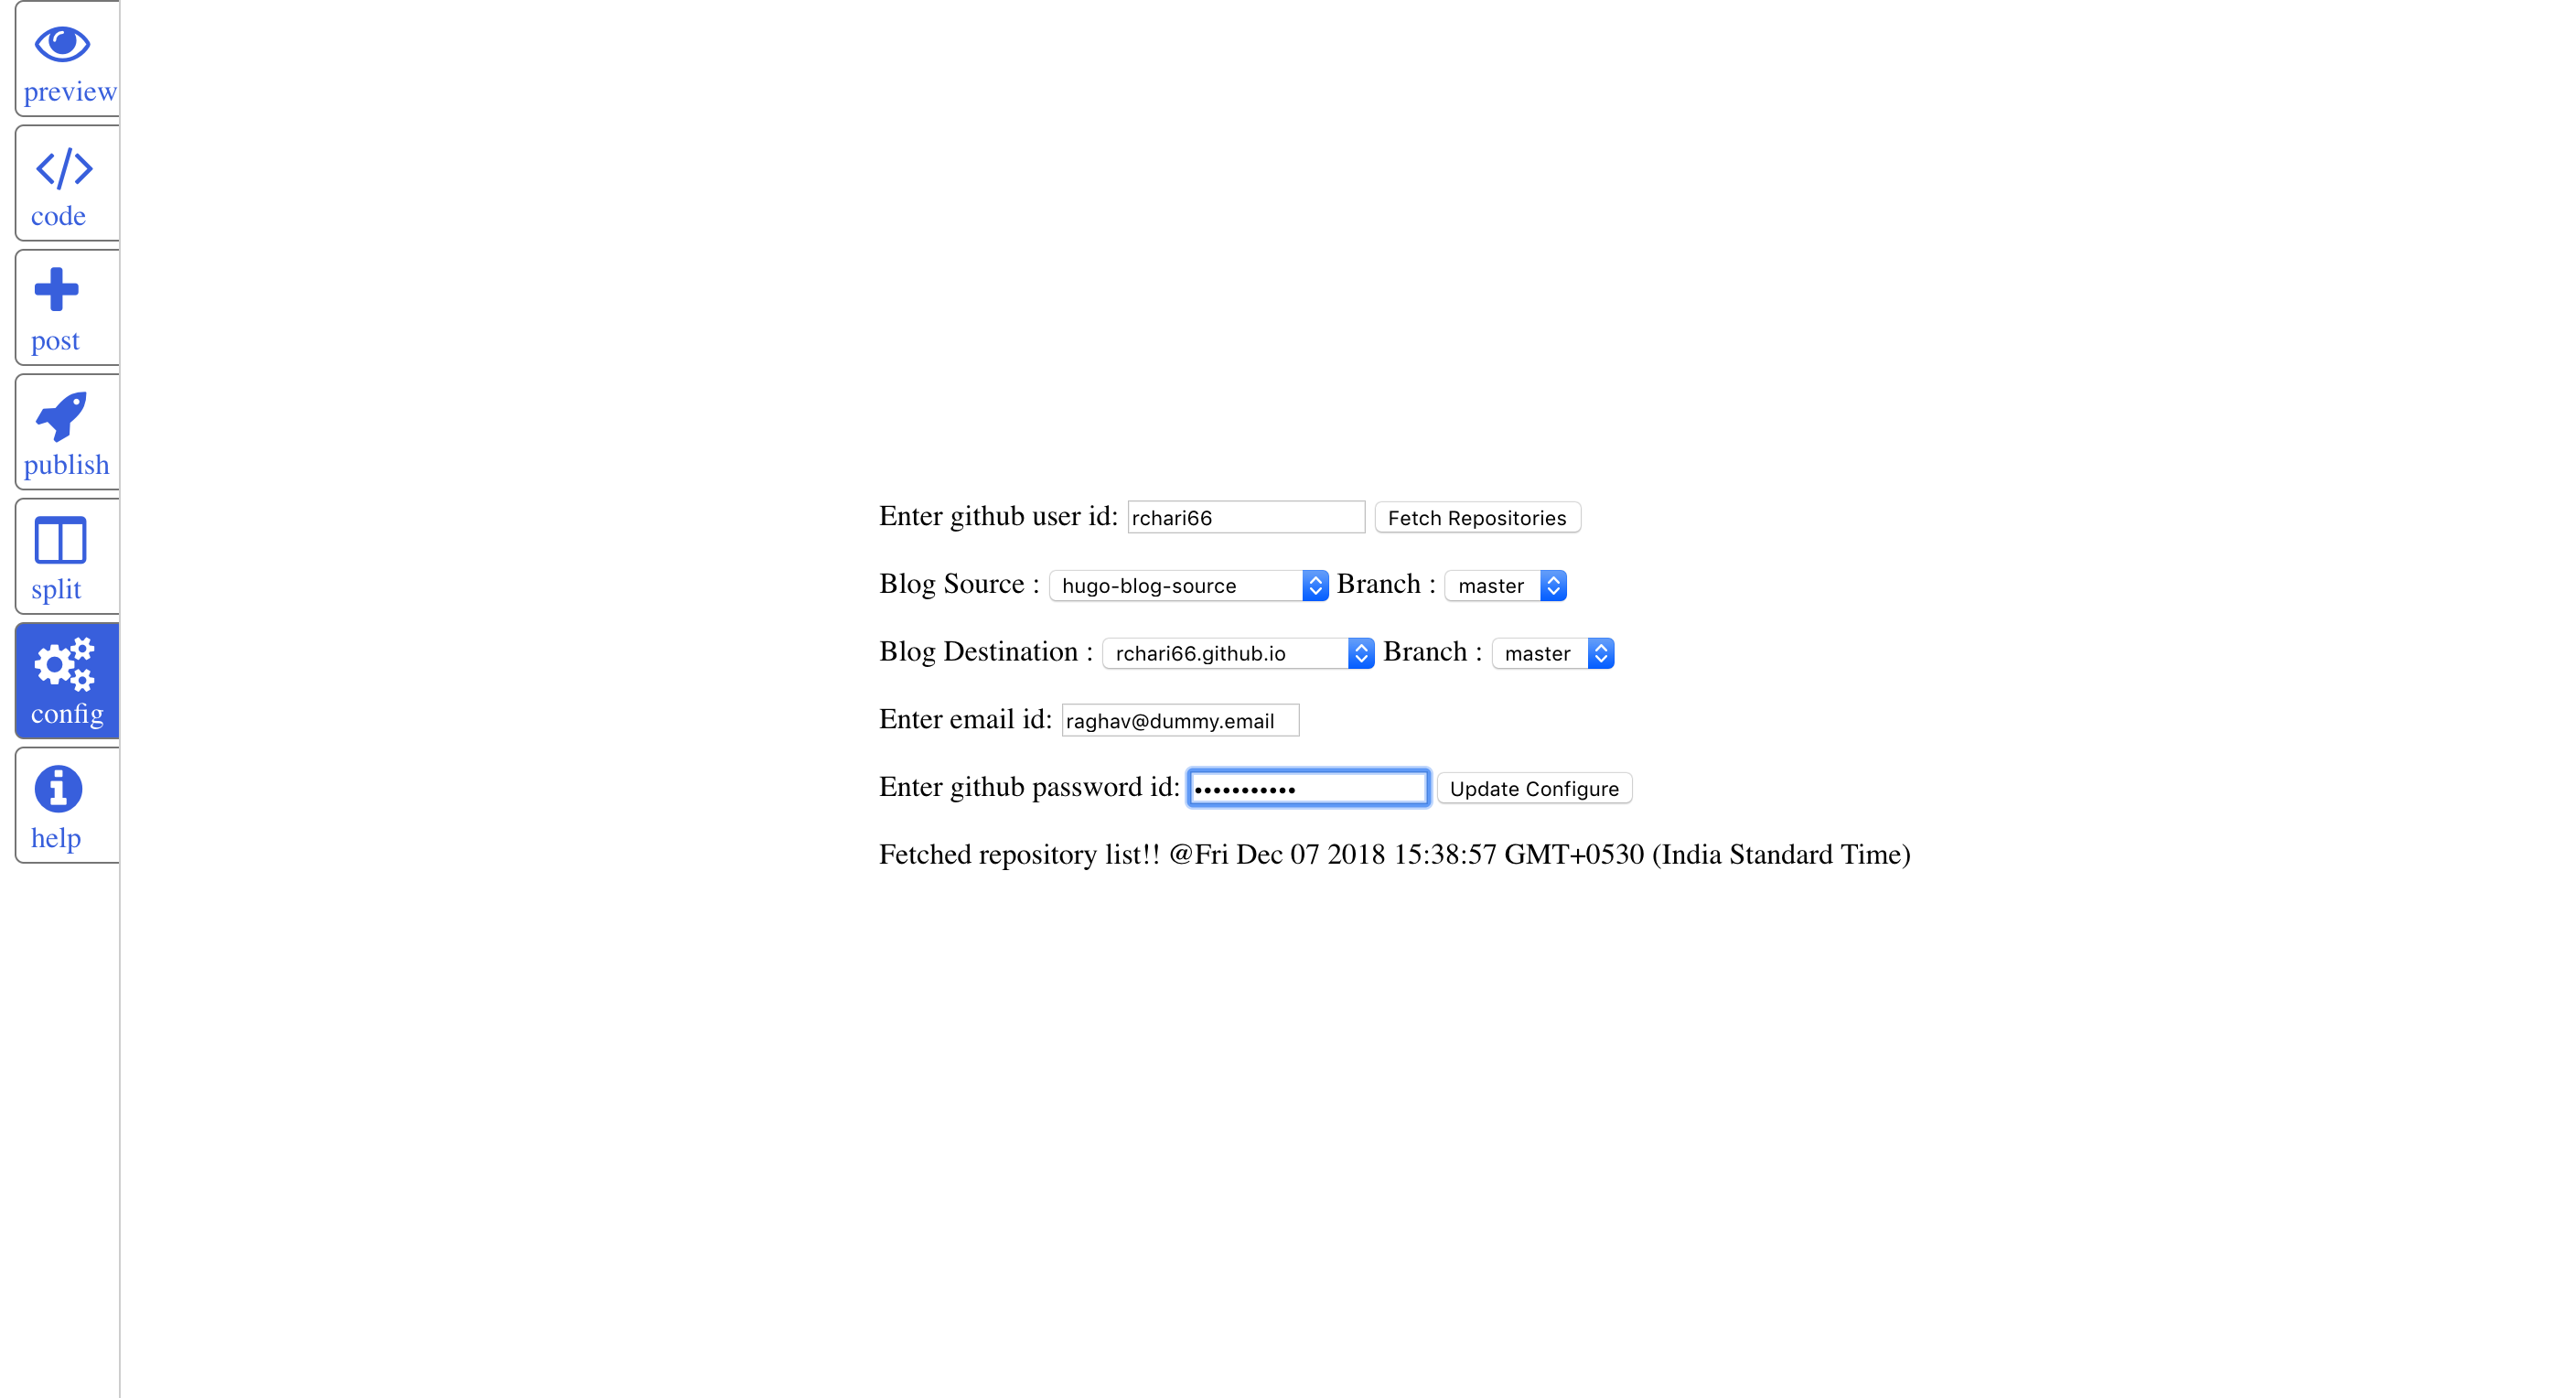 preview
code
post
publish
split
config
help
Enter github user id: rchari66 Fetch Repositories
Blog Source : hugo-blog-source Branch : master
Blog Destination : rchari66.github.io Branch : master
Enter email id: raghav@dummy.email
Enter github password id: ••••••••••• Update Configure
Fetched repository list!! @Fri Dec 07 2018 15:38:57 GMT+0530 (India Standard Time)